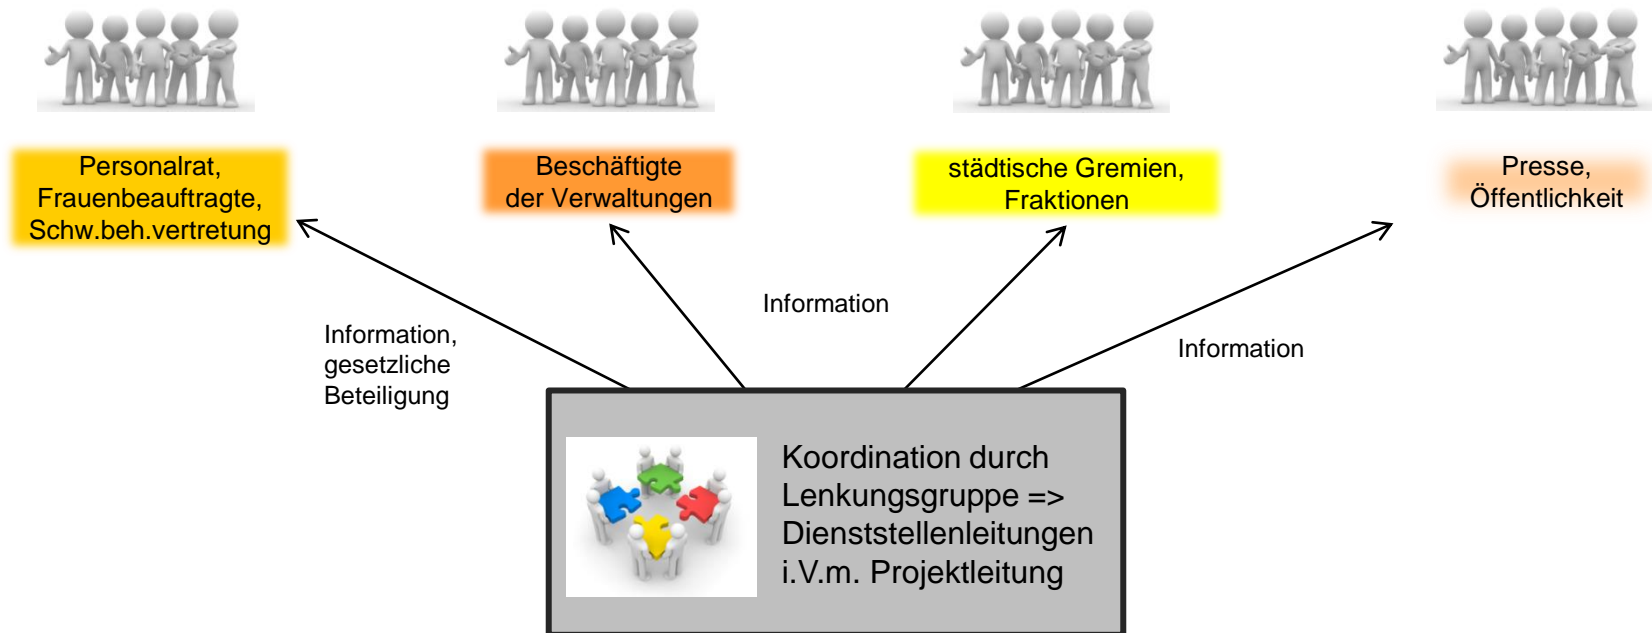 Personalrat,
Frauenbeauftragte,
Schw.beh.vertretung
Beschäftigte
der Verwaltungen
städtische Gremien,
Fraktionen
Presse,
Öffentlichkeit
Information,
gesetzliche
Beteiligung
Information
Information
Koordination durch
Lenkungsgruppe =>
Dienststellenleitungen
i.V.m. Projektleitung